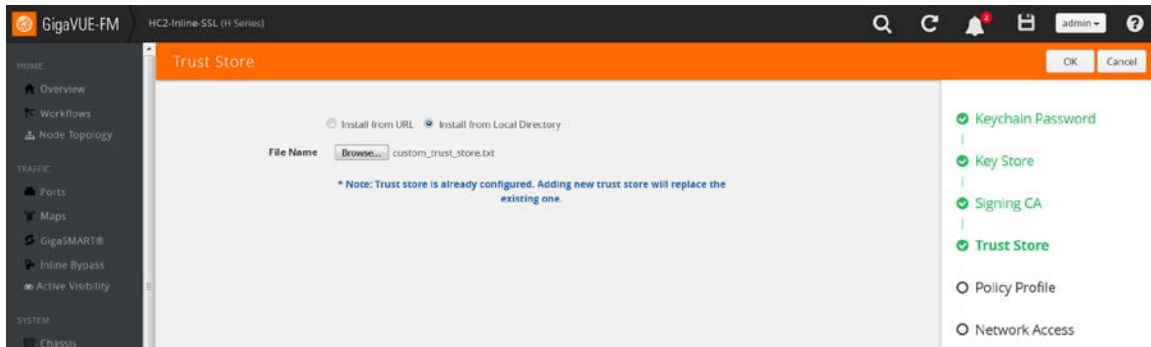 GigaVUE-FM
HC2-Inline-SSL (H Series)
2
admin
?
HOME
Overview
Workflows
Node Topology
TRAFFIC
Ports
Maps
GigaSMART®
Inline Bypass
Active Visibility
SYSTEM
Chassis
Trust Store
OK
Cancel
Install from URL
Install from Local Directory
File Name
Browse...
custom_trust_store.txt
* Note: Trust store is already configured. Adding new trust store will replace the
existing one.
Keychain Password
Key Store
Signing CA
Trust Store
Policy Profile
Network Access